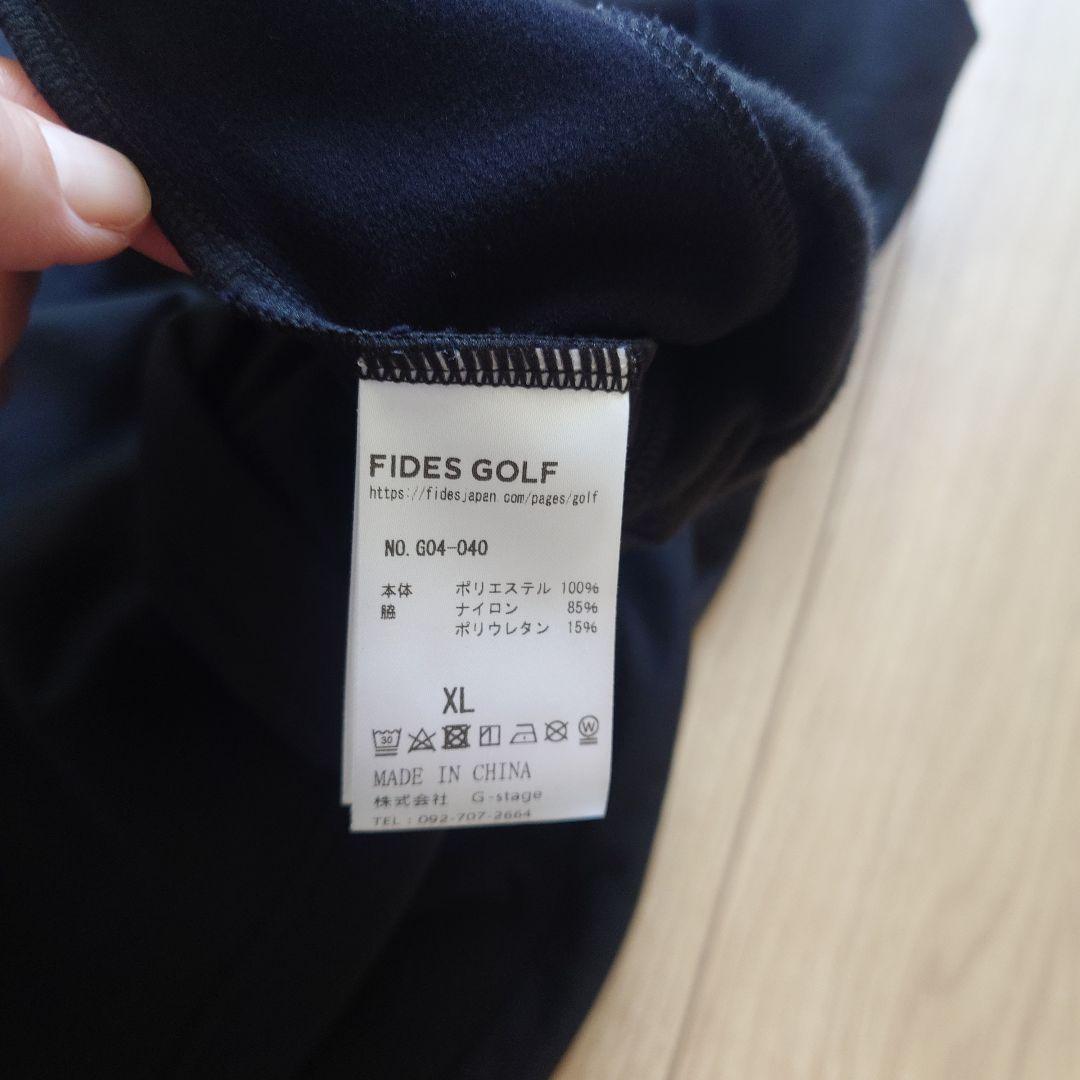 FIDES GOLF
https://fidesjapan.com/pages/golf
NO. G04-040
本体 ポリエステル 100%
脇 ナイロン 85%
ポリウレタン 15%
XL
30 W
MADE IN CHINA
株式会社 G-stage
TEL : 092-707-2664